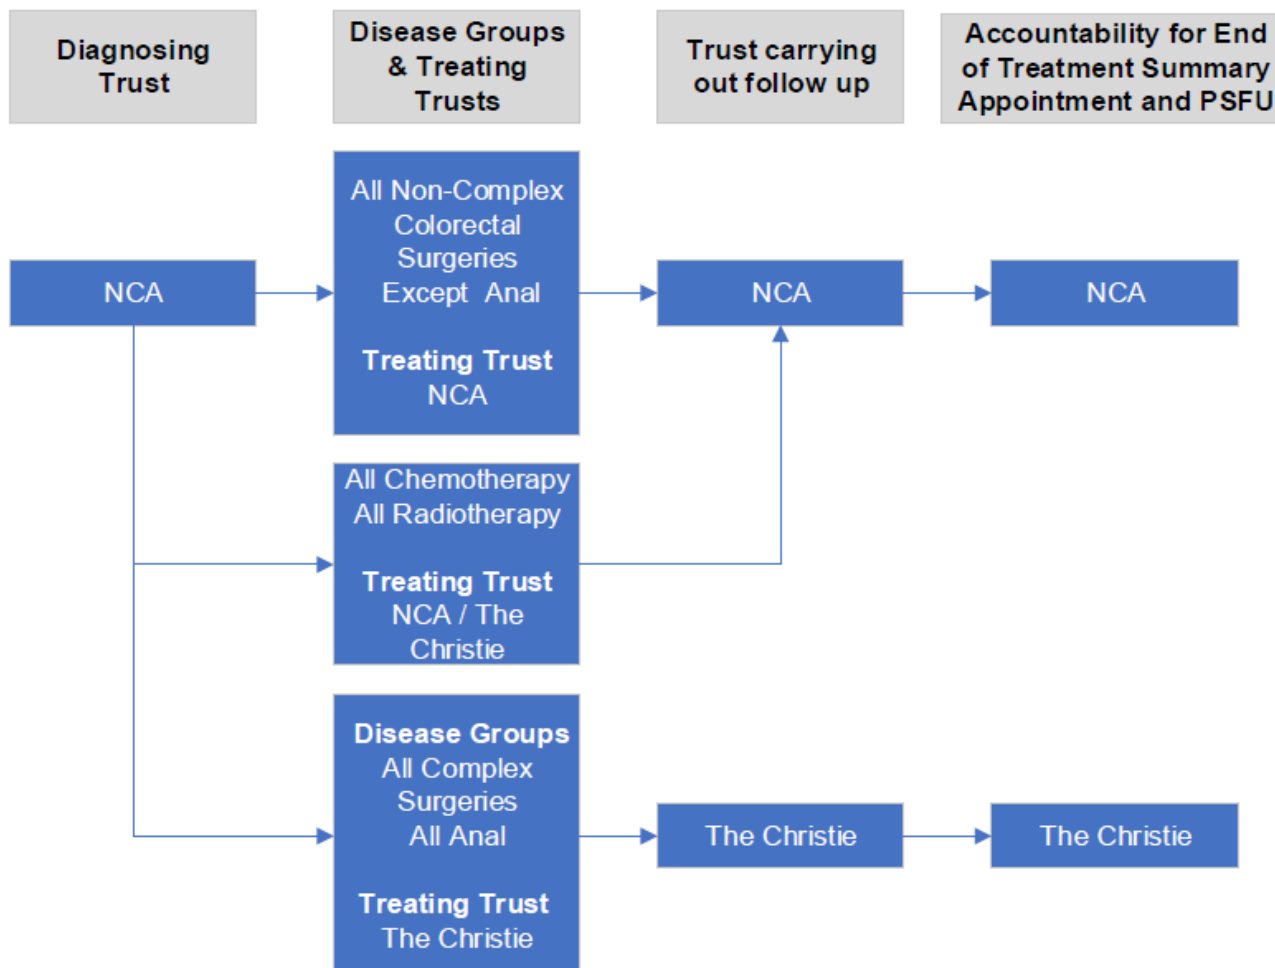 Diagnosing
Trust
Disease Groups
& Treating
Trusts
Trust carrying
out follow up
Accountability for End
of Treatment Summary
Appointment and PSFU
NCA
All Non-Complex
Colorectal
Surgeries
Except Anal
Treating Trust
NCA
NCA
NCA
All Chemotherapy
All Radiotherapy
Treating Trust
NCA / The
Christie
Disease Groups
All Complex
Surgeries
All Anal
Treating Trust
The Christie
The Christie
The Christie